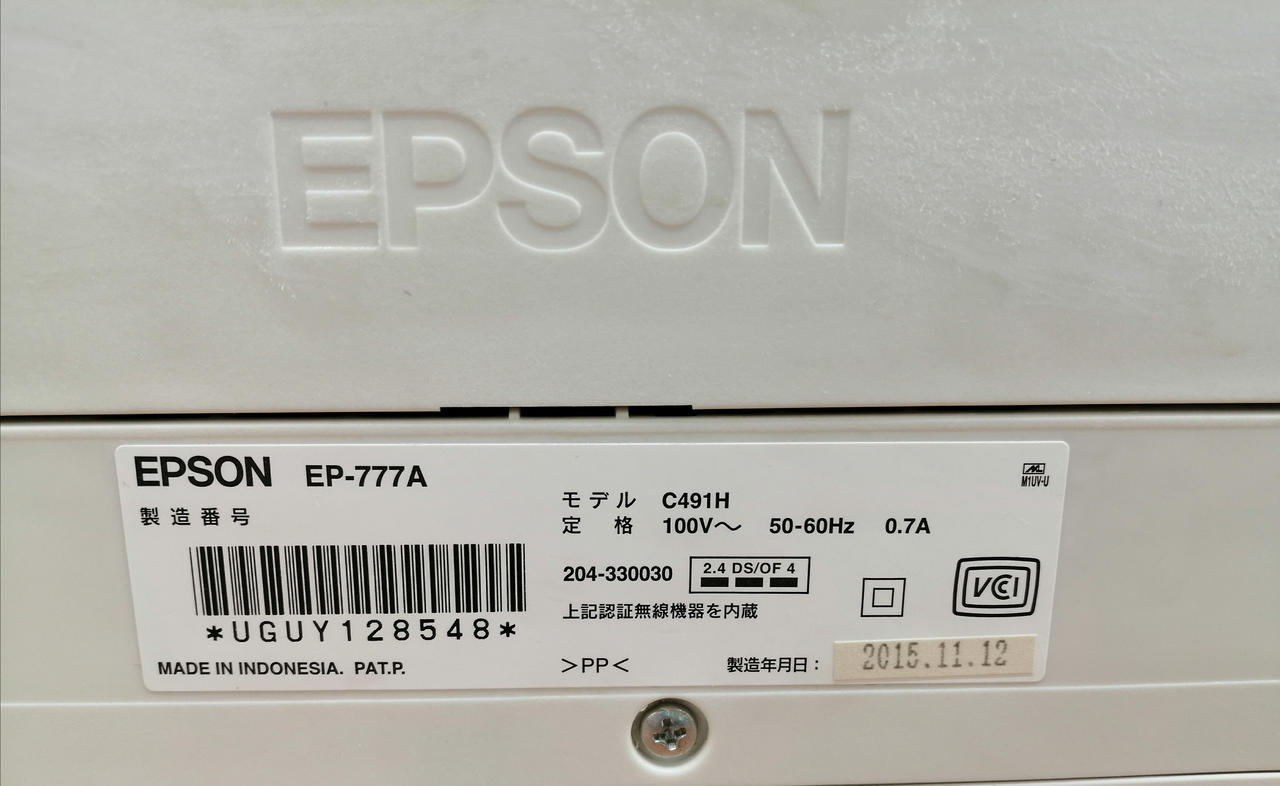 EPSON
EPSON EP-777A
製造番号
*UGUY128548*
MADE IN INDONESIA. PAT.P.
モデル C491H
定格 100V～ 50-60Hz 0.7A
204-330030 2.4 DS/OF 4
上記認証無線機器を内蔵
>PP<
製造年月日： 2015.11.12
M1UV-U
VCCI